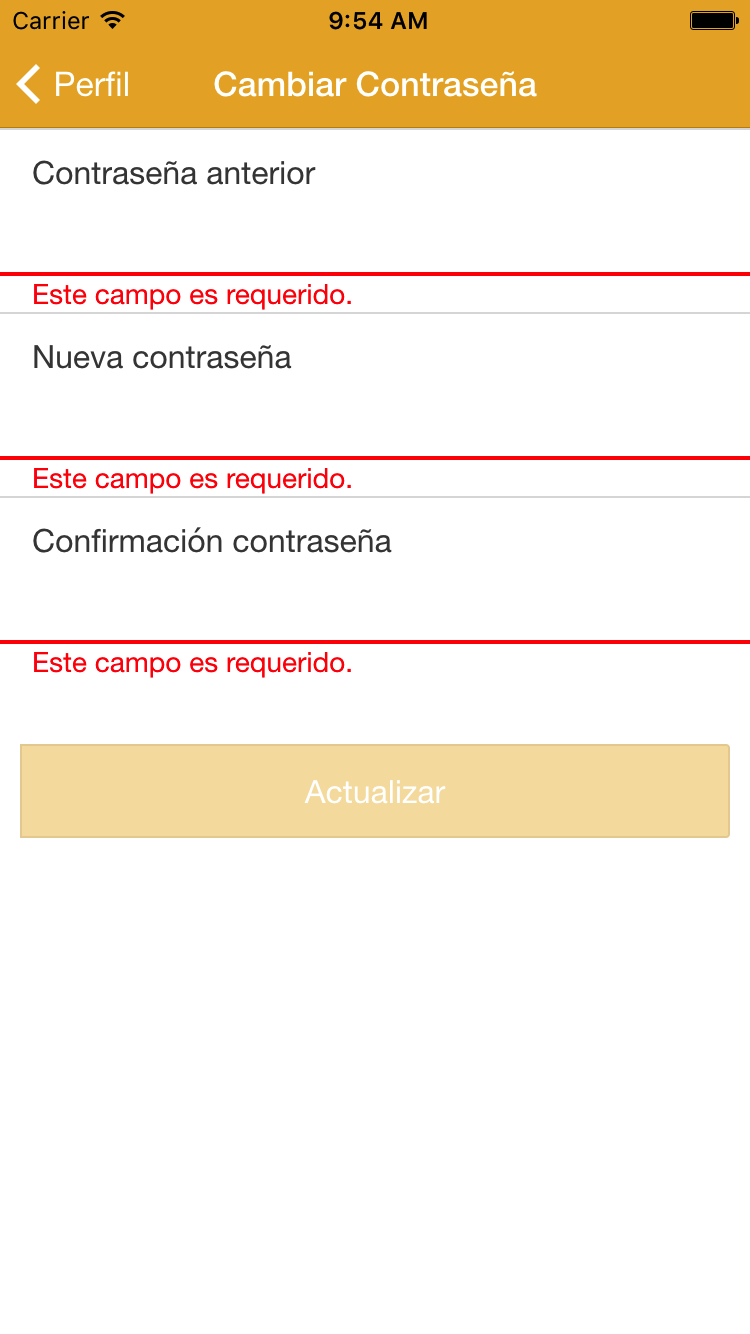 Carrier 9:54 AM
Perfil Cambiar Contraseña
Contraseña anterior
Este campo es requerido.
Nueva contraseña
Este campo es requerido.
Confirmación contraseña
Este campo es requerido.
Actualizar